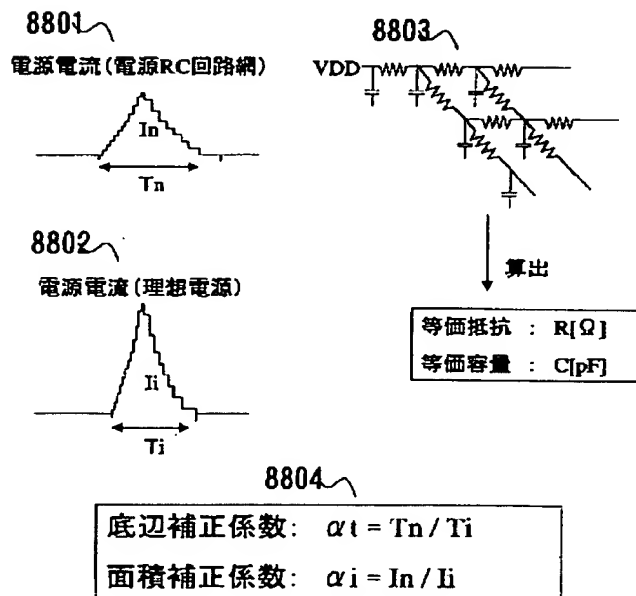 8801
電源電流(電源RC回路網)
In
Tn
8802
電源電流(理想電源)
Ii
Ti
8803
VDD
算出
等価抵抗 : R[Ω]
等価容量 : C[pF]
8804
底辺補正係数: αt = Tn / Ti
面積補正係数: αi = In / Ii